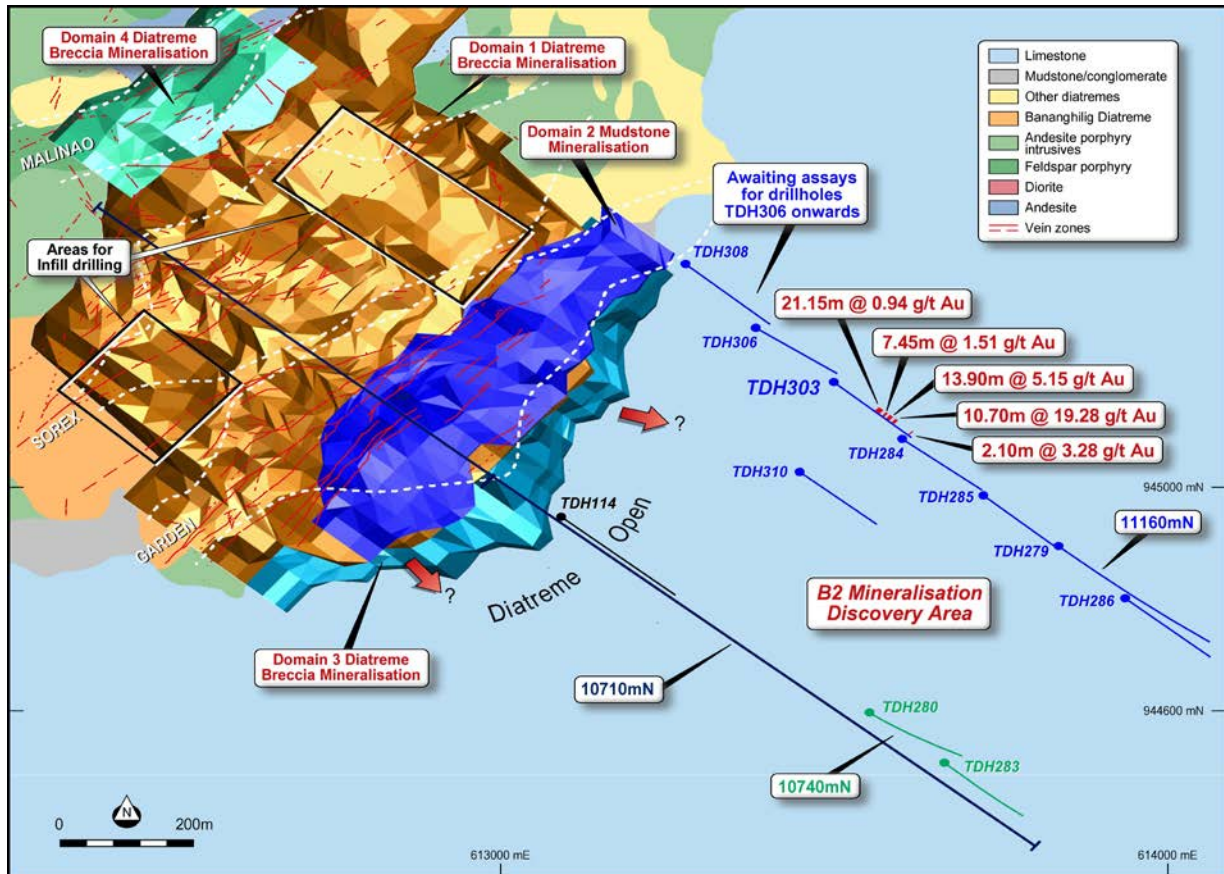 Domain 4 Diatreme
Breccia Mineralisation
Domain 1 Diatreme
Breccia Mineralisation
Domain 2 Mudstone
Mineralisation
Awaiting assays
for drillholes
TDH306 onwards
Limestone
Mudstone/conglomerate
Other diatremes
Bananghilig Diatreme
Andesite porphyry
intrusives
Feldspar porphyry
Diorite
Andesite
Vein zones
MALINAO
Areas for
Infill drilling
SOREX
GARDEN
TDH308
TDH306
TDH303
21.15m @ 0.94 g/t Au
7.45m @ 1.51 g/t Au
13.90m @ 5.15 g/t Au
10.70m @ 19.28 g/t Au
2.10m @ 3.28 g/t Au
TDH284
TDH310
TDH285
TDH279
TDH286
945000 mN
11160mN
?
?
TDH114
Diatreme Open
B2 Mineralisation
Discovery Area
Domain 3 Diatreme
Breccia Mineralisation
10710mN
TDH280
TDH283
10740mN
944600 mN
N
0 200m
613000 mE
614000 mE